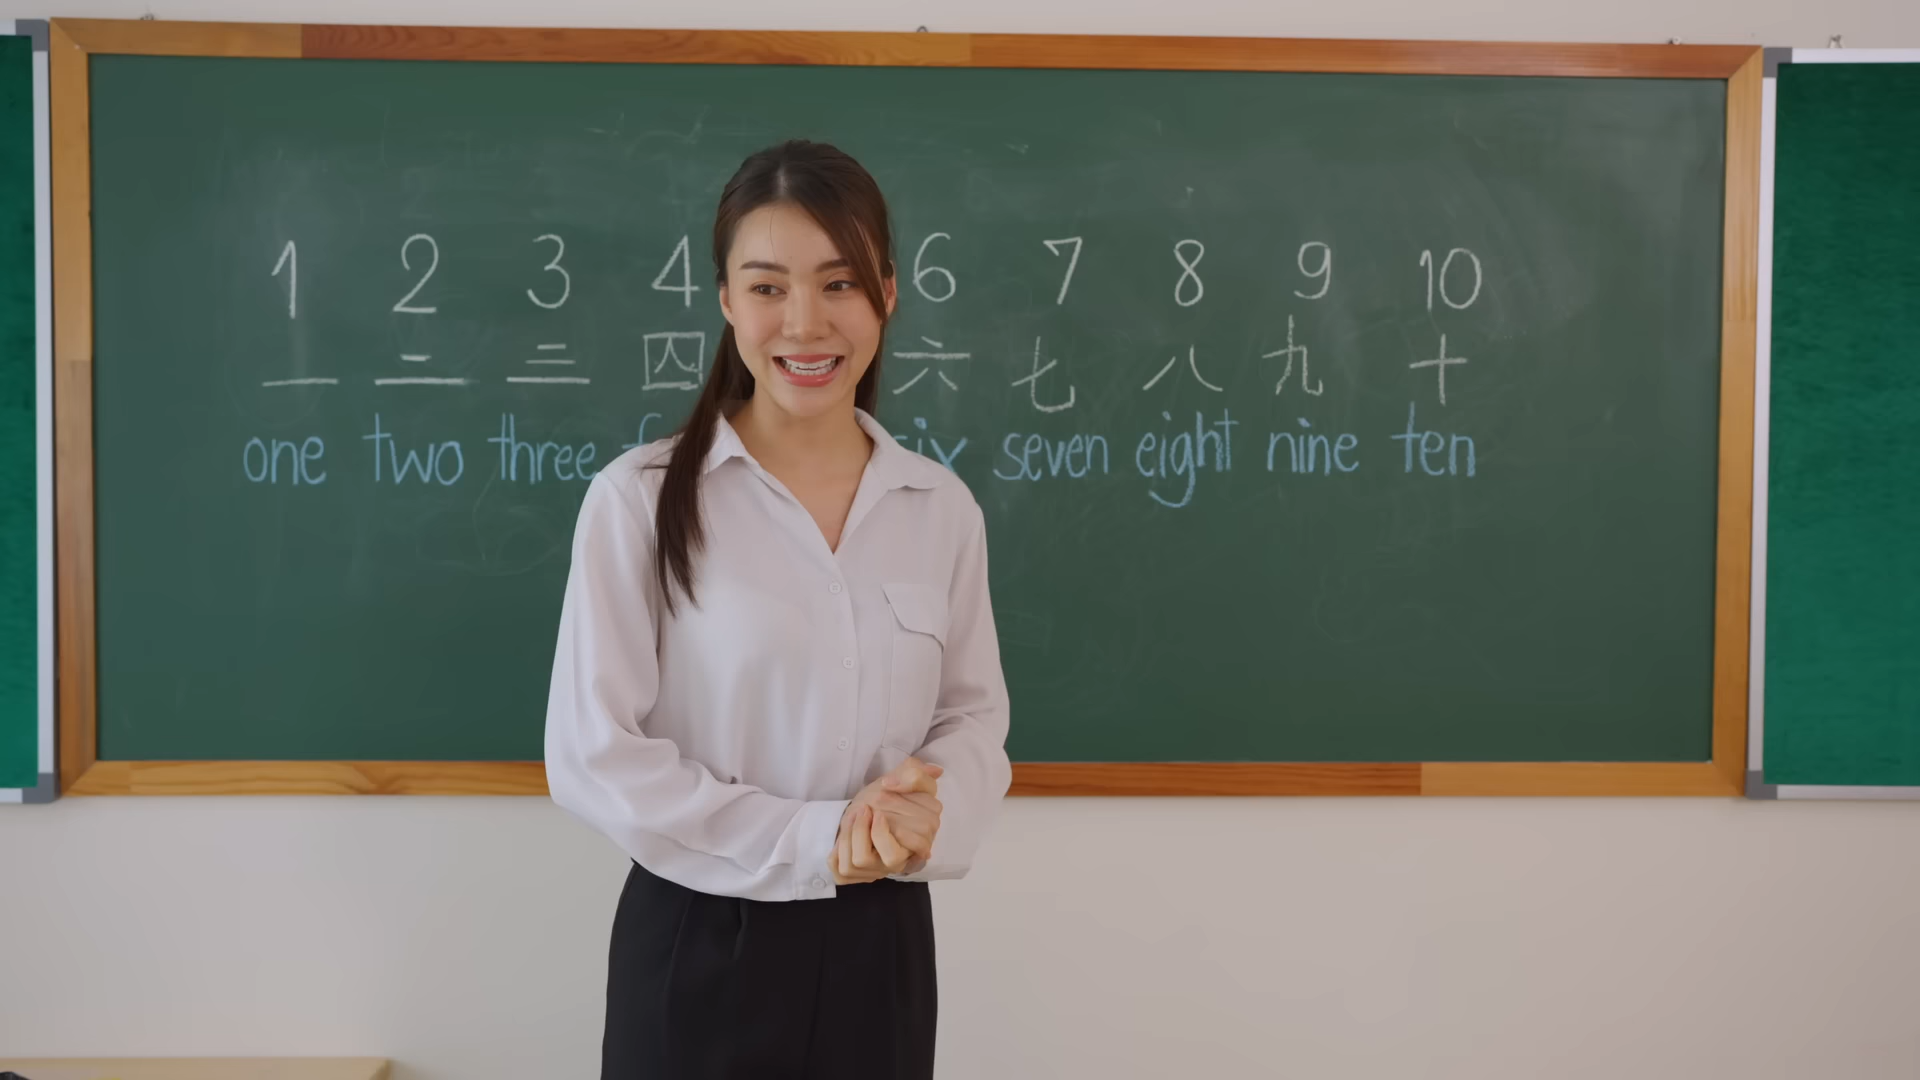 1 2 3 4 6 7 8 9 10
一 二 三 四 六 七 八 九 十
one two three six seven eight nine ten